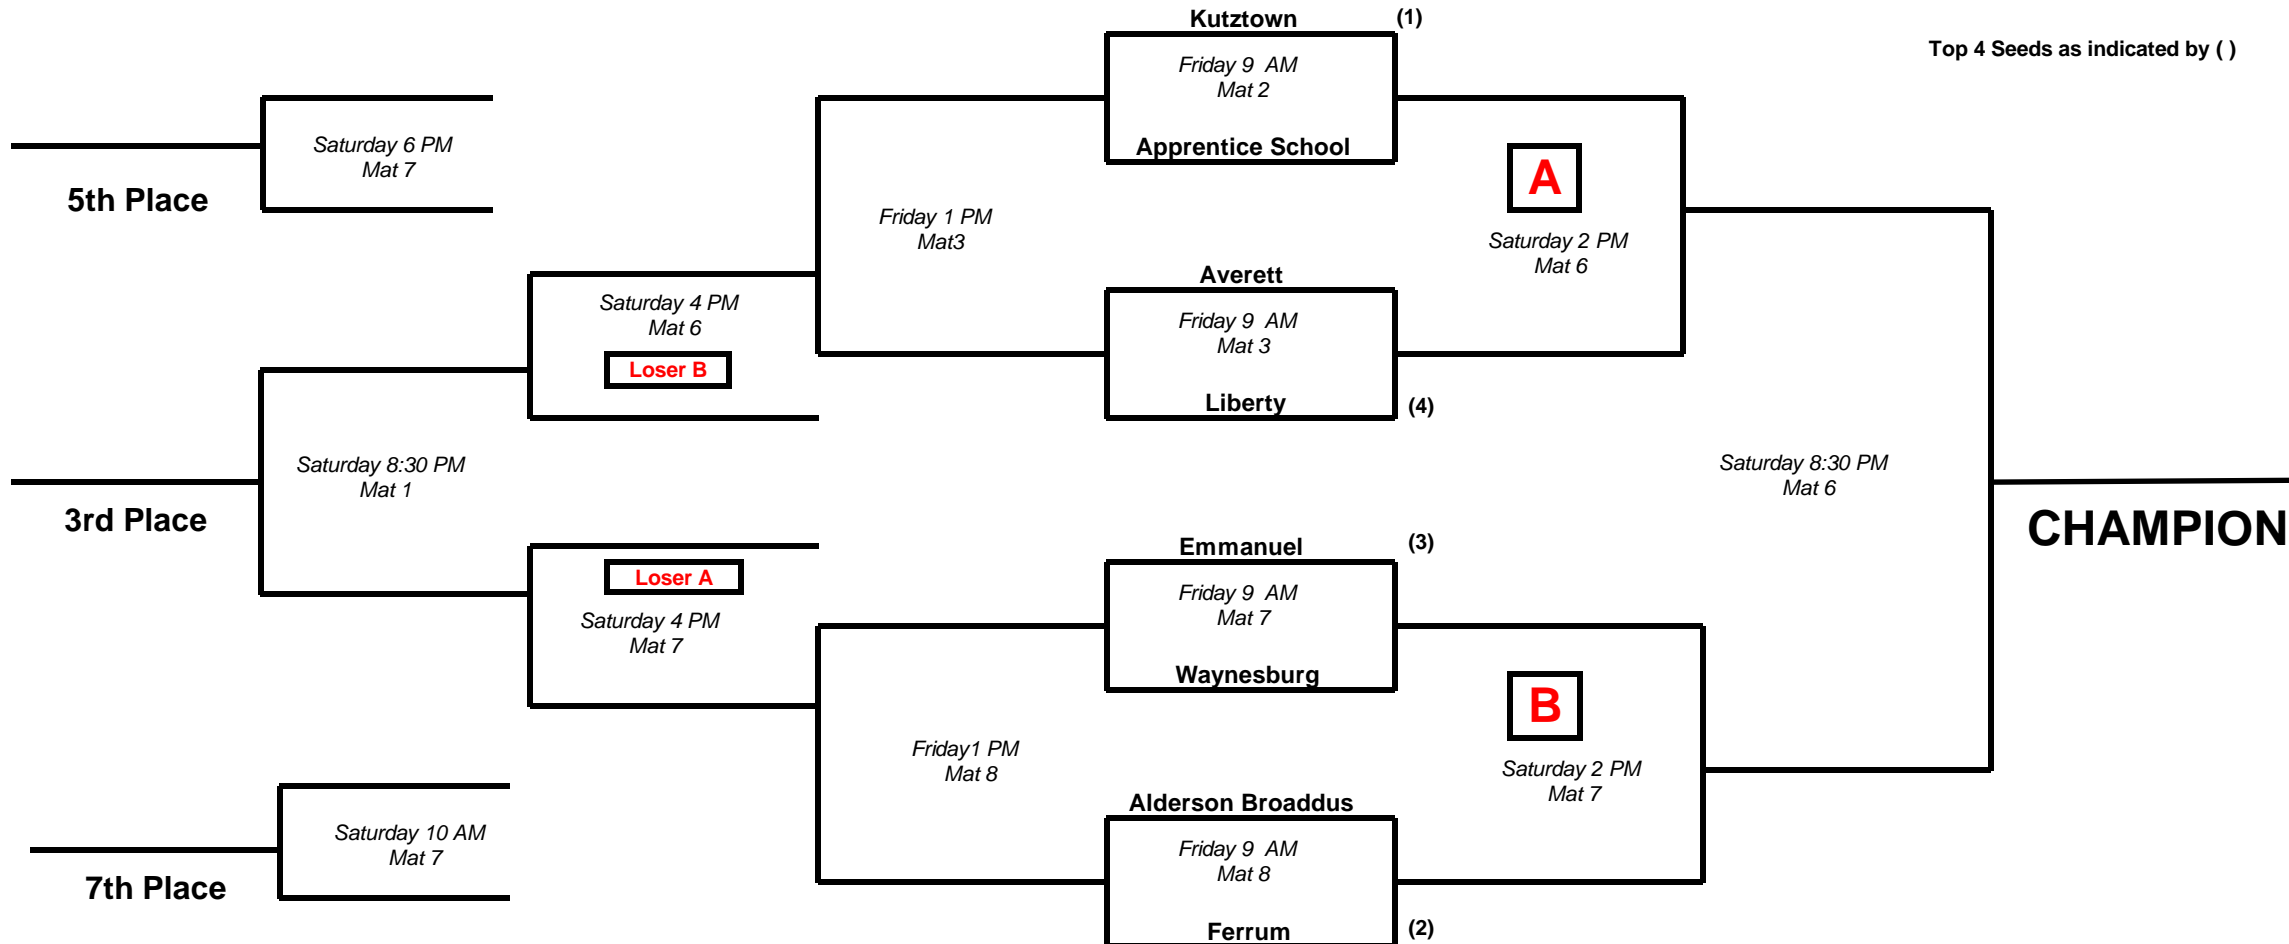 Kutztown (1)
Top 4 Seeds as indicated by ( )
Friday 9 AM
Mat 2
Apprentice School
Saturday 6 PM
Mat 7
5th Place
A
Friday 1 PM
Mat3
Saturday 2 PM
Mat 6
Averett
Saturday 4 PM
Mat 6
Loser B
Friday 9 AM
Mat 3
Liberty (4)
Saturday 8:30 PM
Mat 1
3rd Place
Saturday 8:30 PM
Mat 6
CHAMPION
Emmanuel (3)
Loser A
Saturday 4 PM
Mat 7
Friday 9 AM
Mat 7
Waynesburg
B
Friday1 PM
Mat 8
Saturday 2 PM
Mat 7
Alderson Broaddus
Saturday 10 AM
Mat 7
7th Place
Friday 9 AM
Mat 8
Ferrum (2)